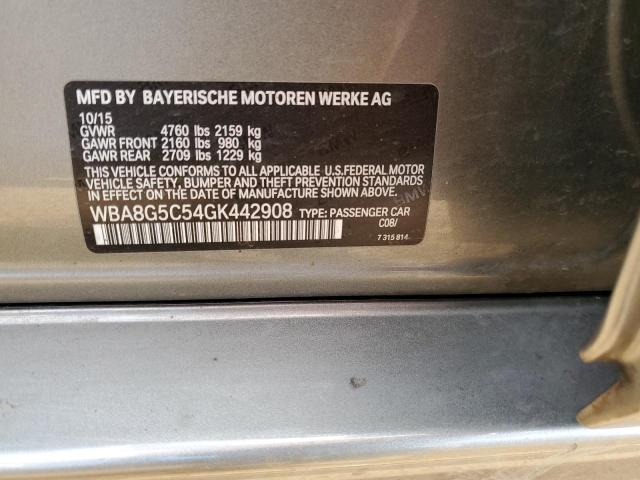 MFD BY BAYERISCHE MOTOREN WERKE AG
10/15
GVWR 4760 lbs 2159 kg
GAWR FRONT 2160 lbs 980 kg
GAWR REAR 2709 lbs 1229 kg
THIS VEHICLE CONFORMS TO ALL APPLICABLE U.S.FEDERAL MOTOR
VEHICLE SAFETY, BUMPER AND THEFT PREVENTION STANDARDS
IN EFFECT ON THE DATE OF MANUFACTURE SHOWN ABOVE.
WBA8G5C54GK442908 TYPE: PASSENGER CAR
C08/
7 315 814